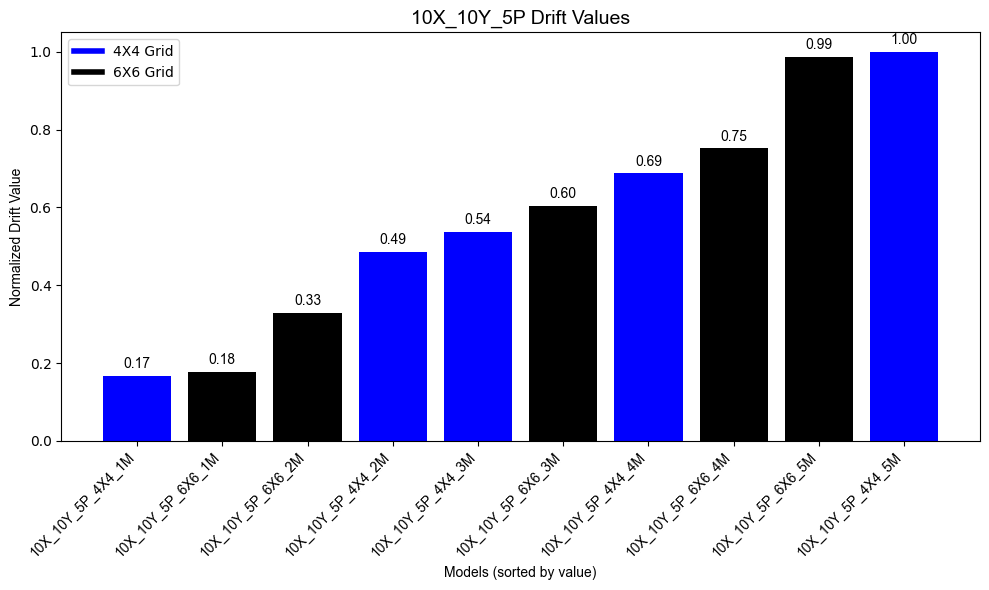 10X_10Y_5P Drift Values
4X4 Grid
6X6 Grid
Normalized Drift Value
1.0
0.8
0.6
0.4
0.2
0.0
0.17
0.18
0.33
0.49
0.54
0.60
0.69
0.75
0.99
1.00
10X_10Y_5P_4X4_1M
10X_10Y_5P_6X6_1M
10X_10Y_5P_6X6_2M
10X_10Y_5P_4X4_2M
10X_10Y_5P_4X4_3M
10X_10Y_5P_6X6_3M
10X_10Y_5P_4X4_4M
10X_10Y_5P_6X6_4M
10X_10Y_5P_6X6_5M
10X_10Y_5P_4X4_5M
Models (sorted by value)